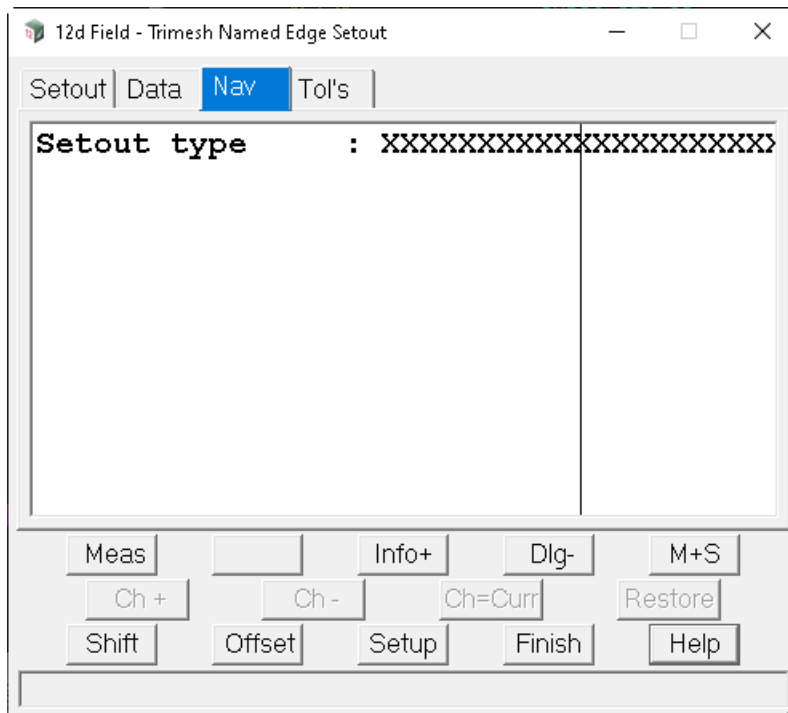 12d Field - Trimesh Named Edge Setout
Setout Data Nav Tol's
Setout type : XXXXXXXXXXXXXXXXXXXXX
Meas Info+ Dlg- M+S
Ch + Ch - Ch=Curr Restore
Shift Offset Setup Finish Help